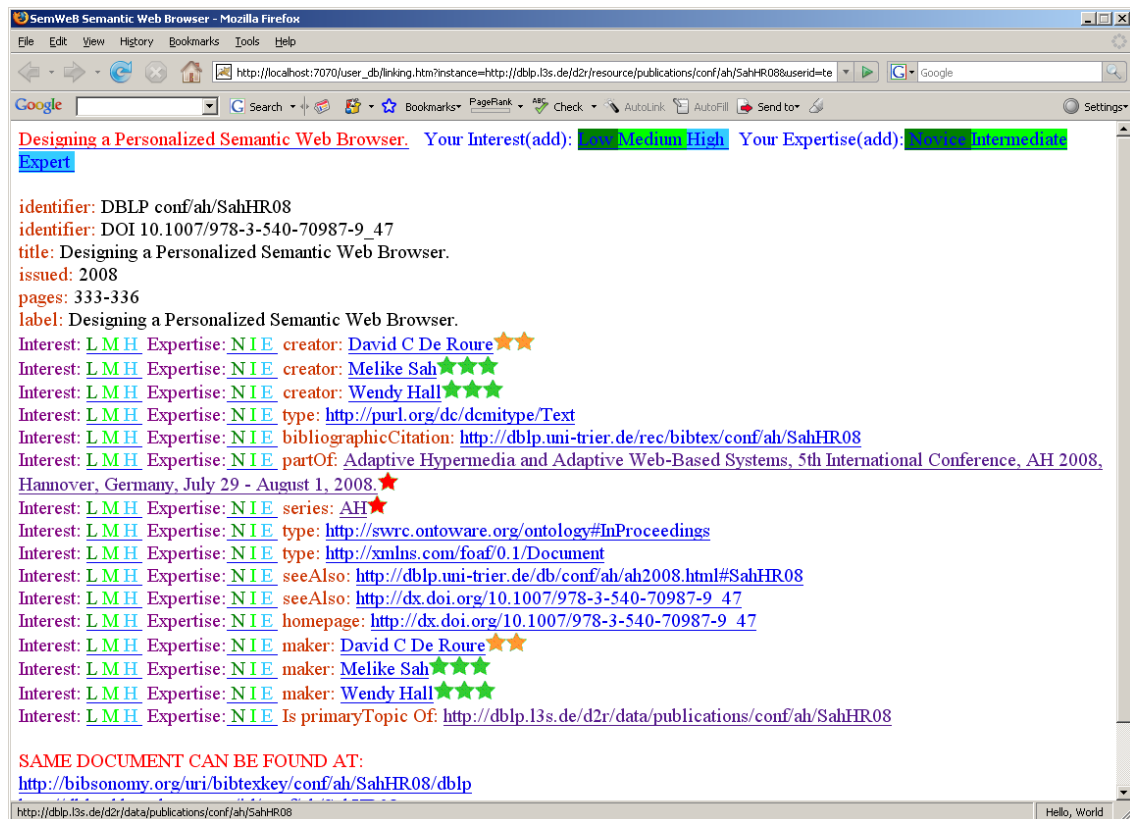 SemWeB Semantic Web Browser - Mozilla Firefox
File Edit View History Bookmarks Tools Help
http://localhost:7070/user_db/linking.htm?instance=http://dblp.l3s.de/d2r/resource/publications/conf/ah/SahHR08&userid=te Google
Google Search Bookmarks PageRank Check AutoLink AutoFill Send to Settings
Designing a Personalized Semantic Web Browser. Your Interest(add): Low Medium High Your Expertise(add): Novice Intermediate
Expert
identifier: DBLP conf/ah/SahHR08
identifier: DOI 10.1007/978-3-540-70987-9_47
title: Designing a Personalized Semantic Web Browser.
issued: 2008
pages: 333-336
label: Designing a Personalized Semantic Web Browser.
Interest: L M H Expertise: N I E creator: David C De Roure
Interest: L M H Expertise: N I E creator: Melike Sah
Interest: L M H Expertise: N I E creator: Wendy Hall
Interest: L M H Expertise: N I E type: http://purl.org/dc/dcmitype/Text
Interest: L M H Expertise: N I E bibliographicCitation: http://dblp.uni-trier.de/rec/bibtex/conf/ah/SahHR08
Interest: L M H Expertise: N I E partOf: Adaptive Hypermedia and Adaptive Web-Based Systems, 5th International Conference, AH 2008,
Hannover, Germany, July 29 - August 1, 2008.
Interest: L M H Expertise: N I E series: AH
Interest: L M H Expertise: N I E type: http://swrc.ontoware.org/ontology#InProceedings
Interest: L M H Expertise: N I E type: http://xmlns.com/foaf/0.1/Document
Interest: L M H Expertise: N I E seeAlso: http://dblp.uni-trier.de/db/conf/ah/ah2008.html#SahHR08
Interest: L M H Expertise: N I E seeAlso: http://dx.doi.org/10.1007/978-3-540-70987-9_47
Interest: L M H Expertise: N I E homepage: http://dx.doi.org/10.1007/978-3-540-70987-9_47
Interest: L M H Expertise: N I E maker: David C De Roure
Interest: L M H Expertise: N I E maker: Melike Sah
Interest: L M H Expertise: N I E maker: Wendy Hall
Interest: L M H Expertise: N I E Is primaryTopic Of: http://dblp.l3s.de/d2r/data/publications/conf/ah/SahHR08
SAME DOCUMENT CAN BE FOUND AT:
http://bibsonomy.org/uri/bibtexkey/conf/ah/SahHR08/dblp
http://dblp.l3s.de/d2r/data/publications/conf/ah/SahHR08 Hello, World